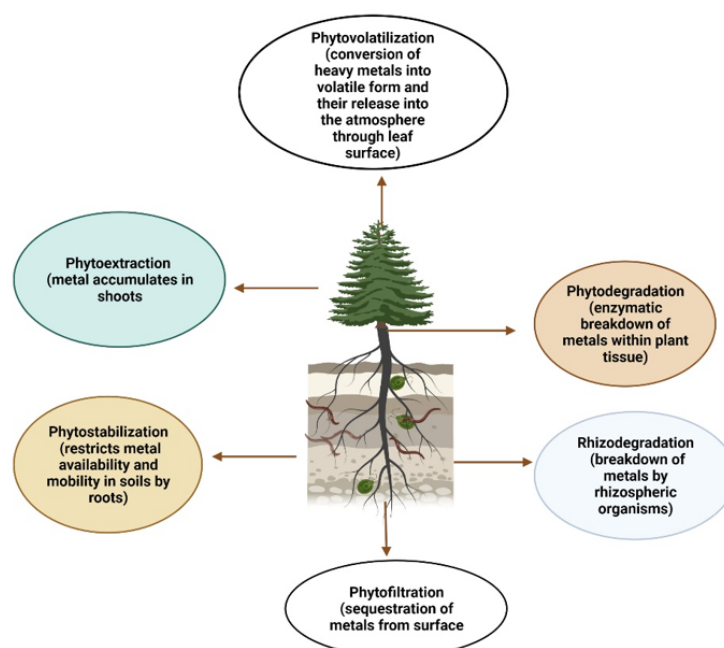 Phytovolatilization
(conversion of
heavy metals into
volatile form and
their release into
the atmosphere
through leaf
surface)
Phytoextraction
(metal accumulates in
shoots
Phytodegradation
(enzymatic
breakdown of
metals within plant
tissue)
Phytostabilization
(restricts metal
availability and
mobility in soils by
roots)
Rhizodegradation
(breakdown of
metals by
rhizospheric
organisms)
Phytofiltration
(sequestration of
metals from surface